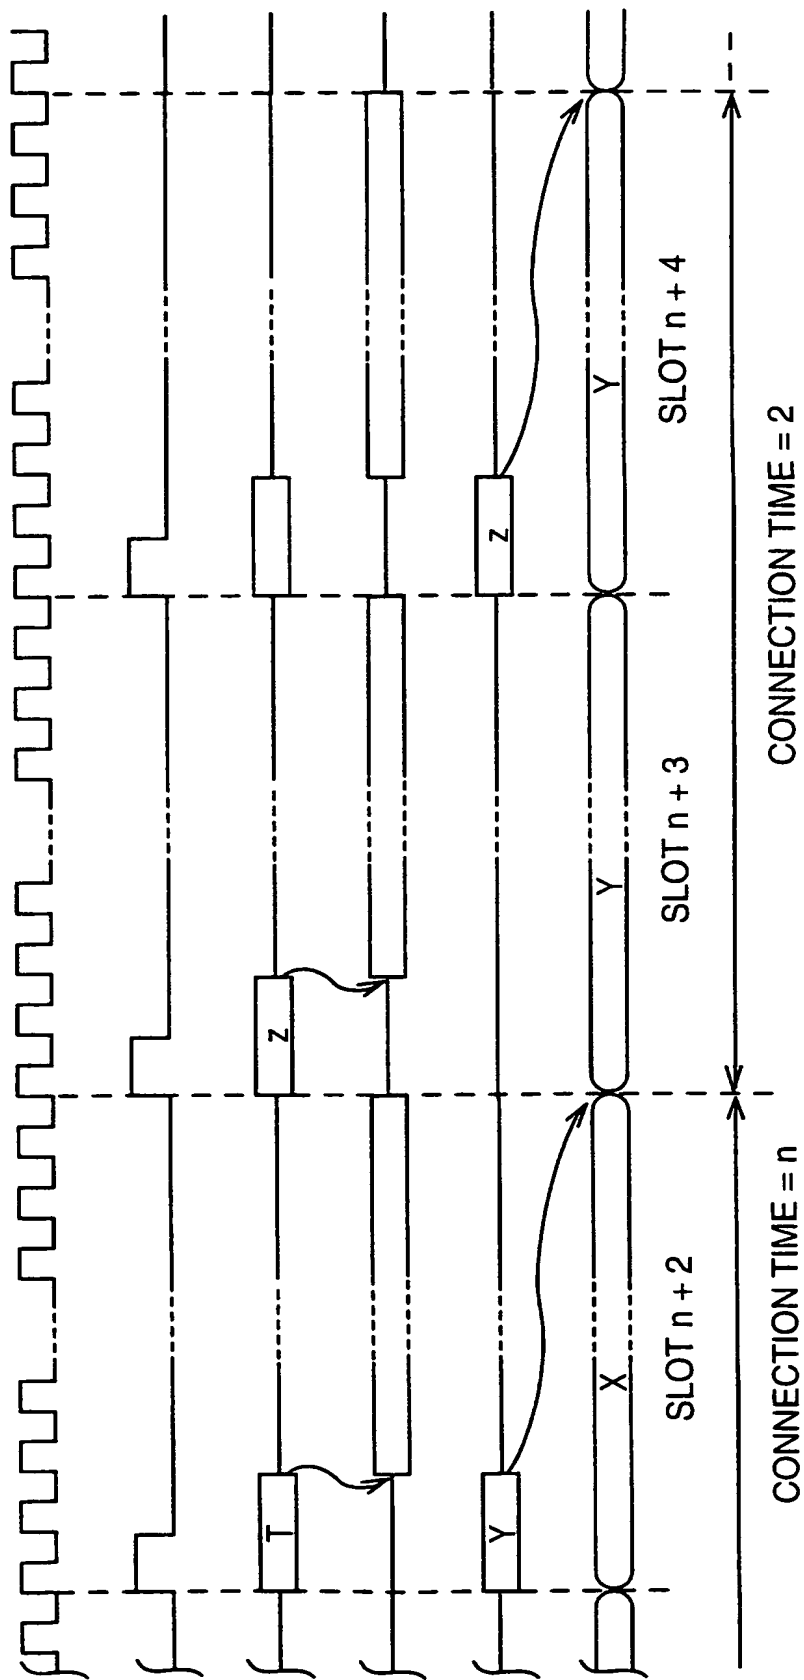 T
Z
Z
Y
X
Y
Y
SLOT n + 2
SLOT n + 3
SLOT n + 4
CONNECTION TIME = n
CONNECTION TIME = 2